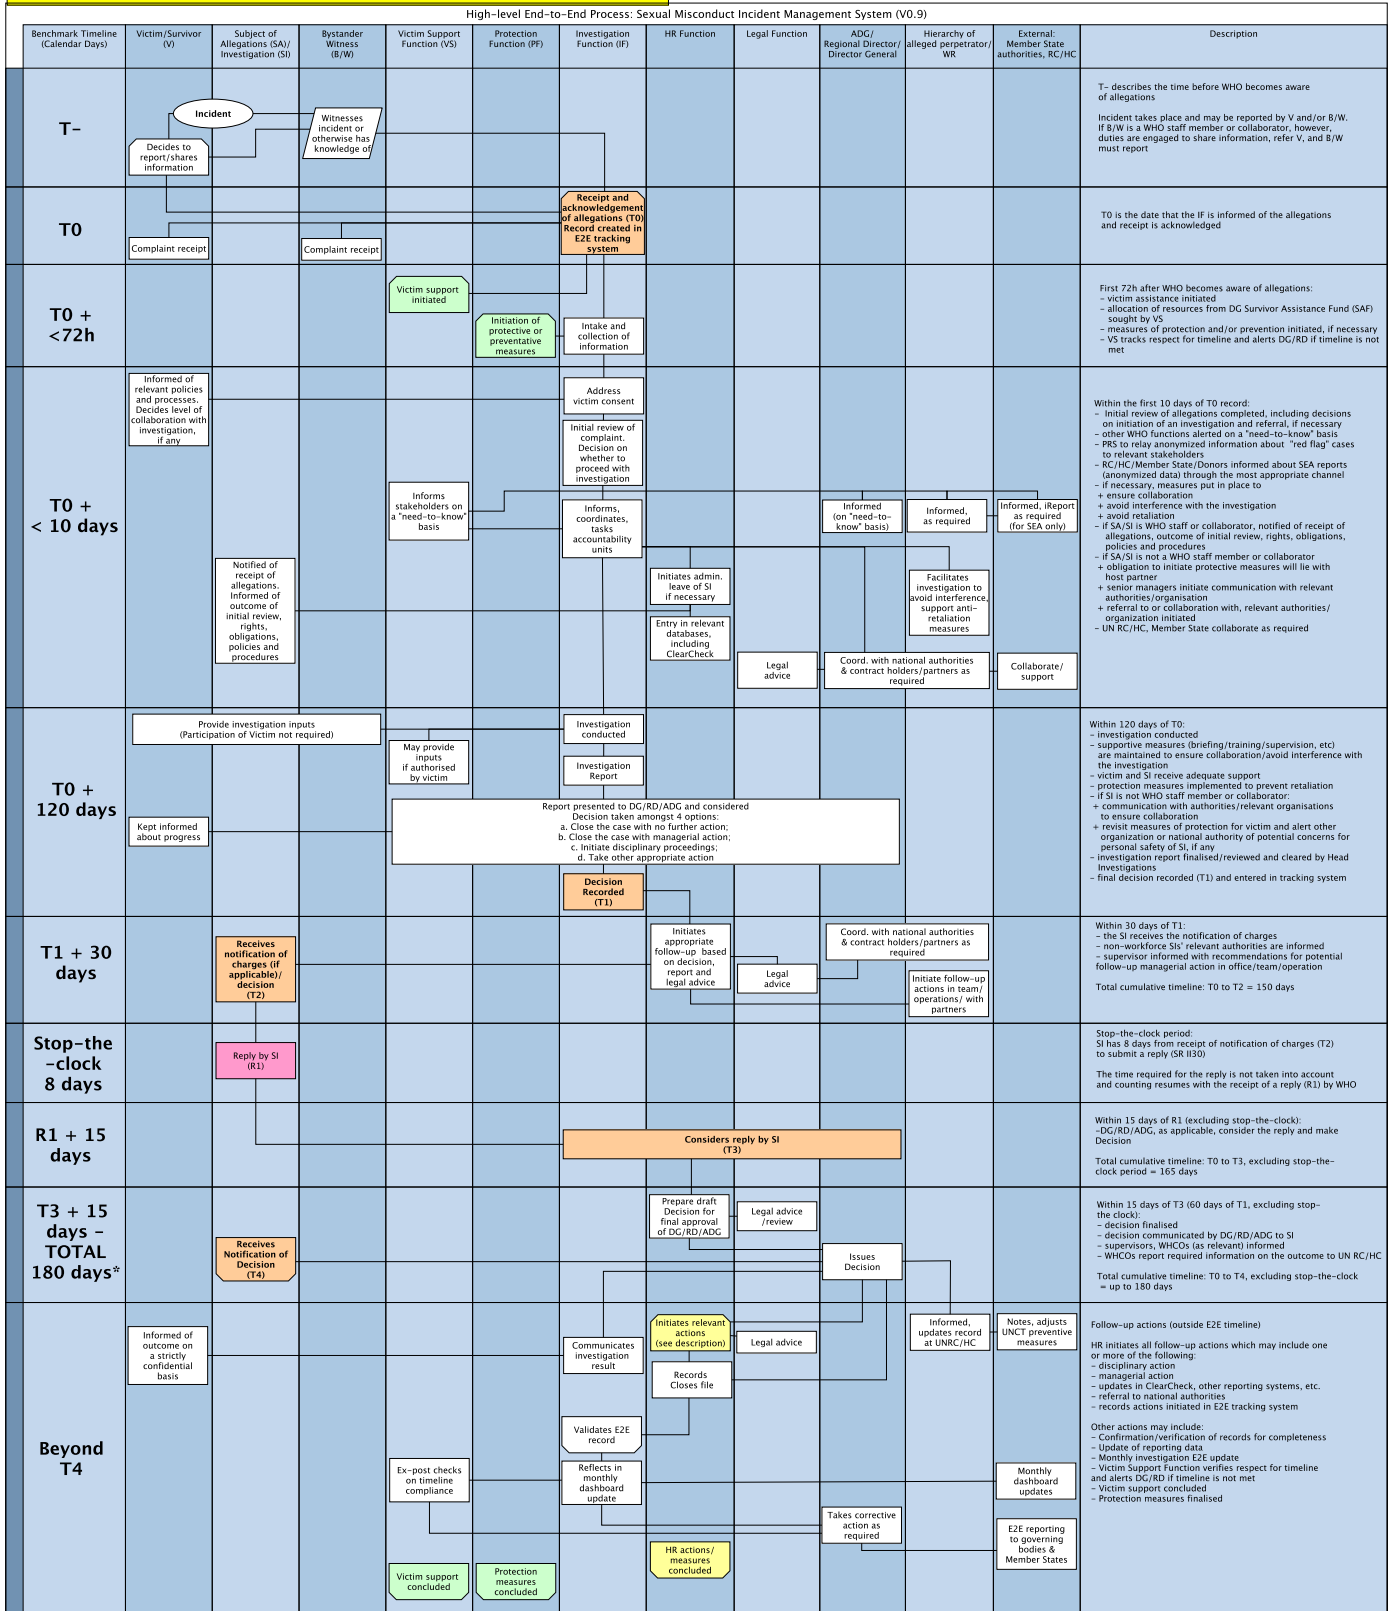 High-level End-to-End Process: Sexual Misconduct Incident Management System (V0.9)
Benchmark Timeline
(Calendar Days)
Victim/Survivor
(V)
Subject of
Allegations (SA)/
Investigation (SI)
Bystander
Witness
(B/W)
Victim Support
Function (VS)
Protection
Function (PF)
Investigation
Function (IF)
HR Function
Legal Function
ADG/
Regional Director/
Director General
Hierarchy of
alleged perpetrator/
WR
External:
Member State
authorities, RC/HC
Description
T-
Incident
Decides to
report/shares
information
Witnesses
incident or
otherwise has
knowledge of
T- describes the time before WHO becomes aware
of allegations
Incident takes place and may be reported by V and/or B/W.
If B/W is a WHO staff member or collaborator, however,
duties are engaged to share information, refer V, and B/W
must report
T0
Complaint receipt
Complaint receipt
Receipt and
acknowledgement
of allegations (T0)
Record created in
E2E tracking
system
T0 is the date that the IF is informed of the allegations
and receipt is acknowledged
T0 +
<72h
Victim support
initiated
Initiation of
protective or
preventative
measures
Intake and
collection of
information
First 72h after WHO becomes aware of allegations:
- victim assistance initiated
- allocation of resources from DG Survivor Assistance Fund (SAF)
sought by VS
- measures of protection and/or prevention initiated, if necessary
- VS tracks respect for timeline and alerts DG/RD if timeline is not
met
T0 +
< 10 days
Informed of
relevant policies
and processes.
Decides level of
collaboration with
investigation,
if any
Address
victim consent
Initial review of
complaint.
Decision on
whether to
proceed with
investigation
Informs
stakeholders on
a "need-to-know"
basis
Informs,
coordinates,
tasks
accountability
units
Informed
(on "need-to-
know" basis)
Informed,
as required
Informed, iReport
as required
(for SEA only)
Notified of
receipt of
allegations.
Informed of
outcome of
initial review,
rights,
obligations,
policies and
procedures
Initiates admin.
leave of SI
if necessary
Entry in relevant
databases,
including
ClearCheck
Facilitates
investigation to
avoid interference,
support anti-
retaliation
measures
Legal
advice
Coord. with national authorities
& contract holders/partners as
required
Collaborate/
support
Within the first 10 days of T0 record:
- Initial review of allegations completed, including decisions
on initiation of an investigation and referral, if necessary
- other WHO functions alerted on a "need-to-know" basis
- PRS to relay anonymized information about "red flag" cases
to relevant stakeholders
- RC/HC/Member State/Donors informed about SEA reports
(anonymized data) through the most appropriate channel
- if necessary, measures put in place to
+ ensure collaboration
+ avoid interference with the investigation
+ avoid retaliation
- if SA/SI is WHO staff or collaborator, notified of receipt of
allegations, outcome of initial review, rights, obligations,
policies and procedures
- if SA/SI is not a WHO staff member or collaborator
+ obligation to initiate protective measures will lie with
host partner
+ senior managers initiate communication with relevant
authorities/organisation
+ referral to or collaboration with, relevant authorities/
organization initiated
- UN RC/HC, Member State collaborate as required
T0 +
120 days
Provide investigation inputs
(Participation of Victim not required)
May provide
inputs
if authorised
by victim
Investigation
conducted
Investigation
Report
Kept informed
about progress
Report presented to DG/RD/ADG and considered
Decision taken amongst 4 options:
a. Close the case with no further action;
b. Close the case with managerial action;
c. Initiate disciplinary proceedings;
d. Take other appropriate action
Decision
Recorded
(T1)
Within 120 days of T0:
- investigation conducted
- supportive measures (briefing/training/supervision, etc)
are maintained to ensure collaboration/avoid interference with
the investigation
- victim and SI receive adequate support
- protection measures implemented to prevent retaliation
- if SI is not WHO staff member or collaborator:
+ communication with authorities/relevant organisations
to ensure collaboration
+ revisit measures of protection for victim and alert other
organization or national authority of potential concerns for
personal safety of SI, if any
- investigation report finalised/reviewed and cleared by Head
Investigations
- final decision recorded (T1) and entered in tracking system
T1 + 30
days
Receives
notification of
charges (if
applicable)/
decision
(T2)
Initiates
appropriate
follow-up based
on decision,
report and
legal advice
Legal
advice
Coord. with national authorities
& contract holders/partners as
required
Initiate follow-up
actions in team/
operations/ with
partners
Within 30 days of T1:
- the SI receives the notification of charges
- non-workforce SIs' relevant authorities are informed
- supervisor informed with recommendations for potential
follow-up managerial action in office/team/operation
Total cumulative timeline: T0 to T2 = 150 days
Stop-the
-clock
8 days
Reply by SI
(R1)
Stop-the-clock period:
SI has 8 days from receipt of notification of charges (T2)
to submit a reply (SR II30)
The time required for the reply is not taken into account
and counting resumes with the receipt of a reply (R1) by WHO
R1 + 15
days
Considers reply by SI
(T3)
Within 15 days of R1 (excluding stop-the-clock):
-DG/RD/ADG, as applicable, consider the reply and make
Decision
Total cumulative timeline: T0 to T3, excluding stop-the-
clock period = 165 days
T3 + 15
days -
TOTAL
180 days*
Receives
Notification of
Decision
(T4)
Prepare draft
Decision for
final approval
of DG/RD/ADG
Legal advice
/review
Issues
Decision
Within 15 days of T3 (60 days of T1, excluding stop-
the clock):
- decision finalised
- decision communicated by DG/RD/ADG to SI
- supervisors, WHCOs (as relevant) informed
- WHCOs report required information on the outcome to UN RC/HC
Total cumulative timeline: T0 to T4, excluding stop-the-clock
= up to 180 days
Beyond
T4
Informed of
outcome on
a strictly
confidential
basis
Communicates
investigation
result
Initiates relevant
actions
(see description)
Legal advice
Records
Closes file
Informed,
updates record
at UNRC/HC
Notes, adjusts
UNCT preventive
measures
Validates E2E
record
Ex-post checks
on timeline
compliance
Reflects in
monthly
dashboard
update
Monthly
dashboard
updates
Takes corrective
action as
required
E2E reporting
to governing
bodies &
Member States
HR actions/
measures
concluded
Victim support
concluded
Protection
measures
concluded
Follow-up actions (outside E2E timeline)
HR initiates all follow-up actions which may include one
or more of the following:
- disciplinary action
- managerial action
- updates in ClearCheck, other reporting systems, etc.
- referral to national authorities
- records actions initiated in E2E tracking system
Other actions may include:
- Confirmation/verification of records for completeness
- Update of reporting data
- Monthly investigation E2E update
- Victim Support Function verifies respect for timeline
and alerts DG/RD if timeline is not met
- Victim support concluded
- Protection measures finalised